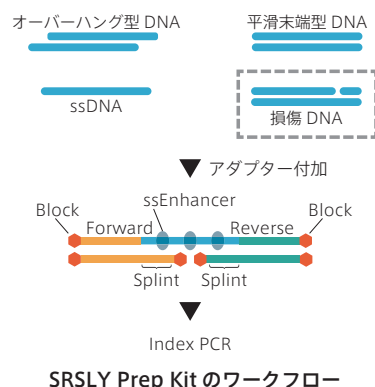 オーバーハング型 DNA
平滑末端型 DNA
ssDNA
損傷 DNA
アダプター付加
ssEnhancer
Block
Forward
Reverse
Block
Splint
Splint
Index PCR
SRSLY Prep Kit のワークフロー